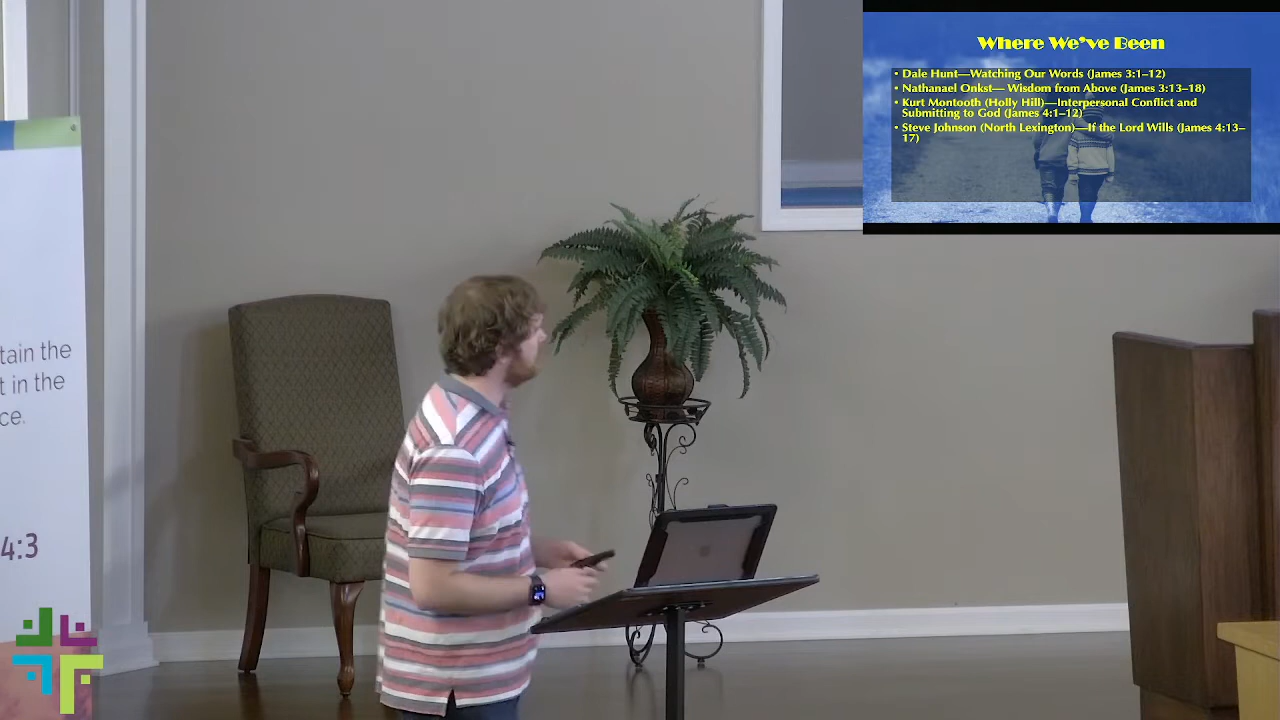 Where We've Been
• Dale Hunt—Watching Our Words (James 3:1–12)
• Nathanael Onkst— Wisdom from Above (James 3:13–18)
• Kurt Montooth (Holly Hill)—Interpersonal Conflict and
Submitting to God (James 4:1–12)
• Steve Johnson (North Lexington)—If the Lord Wills (James 4:13–
17)
tain the
t in the
ce.
4:3